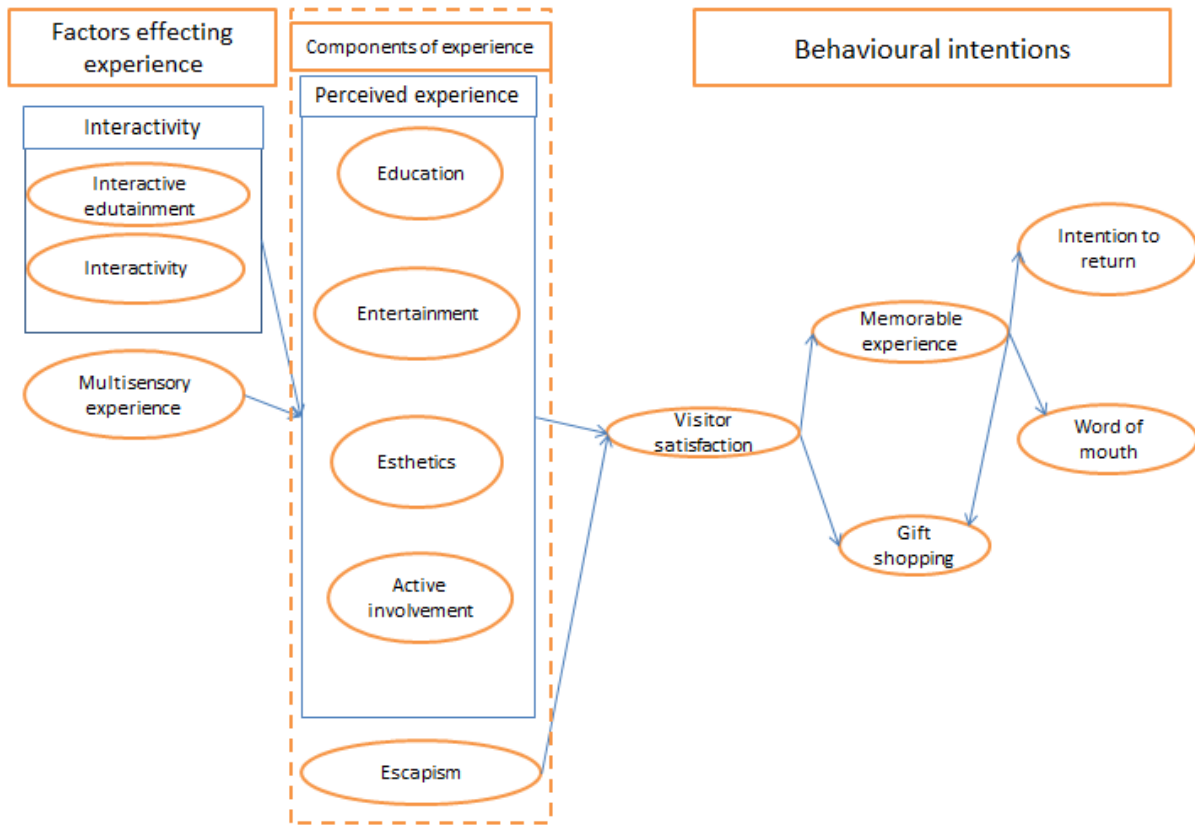 Factors effecting
experience
Components of experience
Behavioural intentions
Interactivity
Interactive
edutainment
Interactivity
Multisensory
experience
Perceived experience
Education
Entertainment
Esthetics
Active
involvement
Escapism
Visitor
satisfaction
Memorable
experience
Gift
shopping
Intention to
return
Word of
mouth